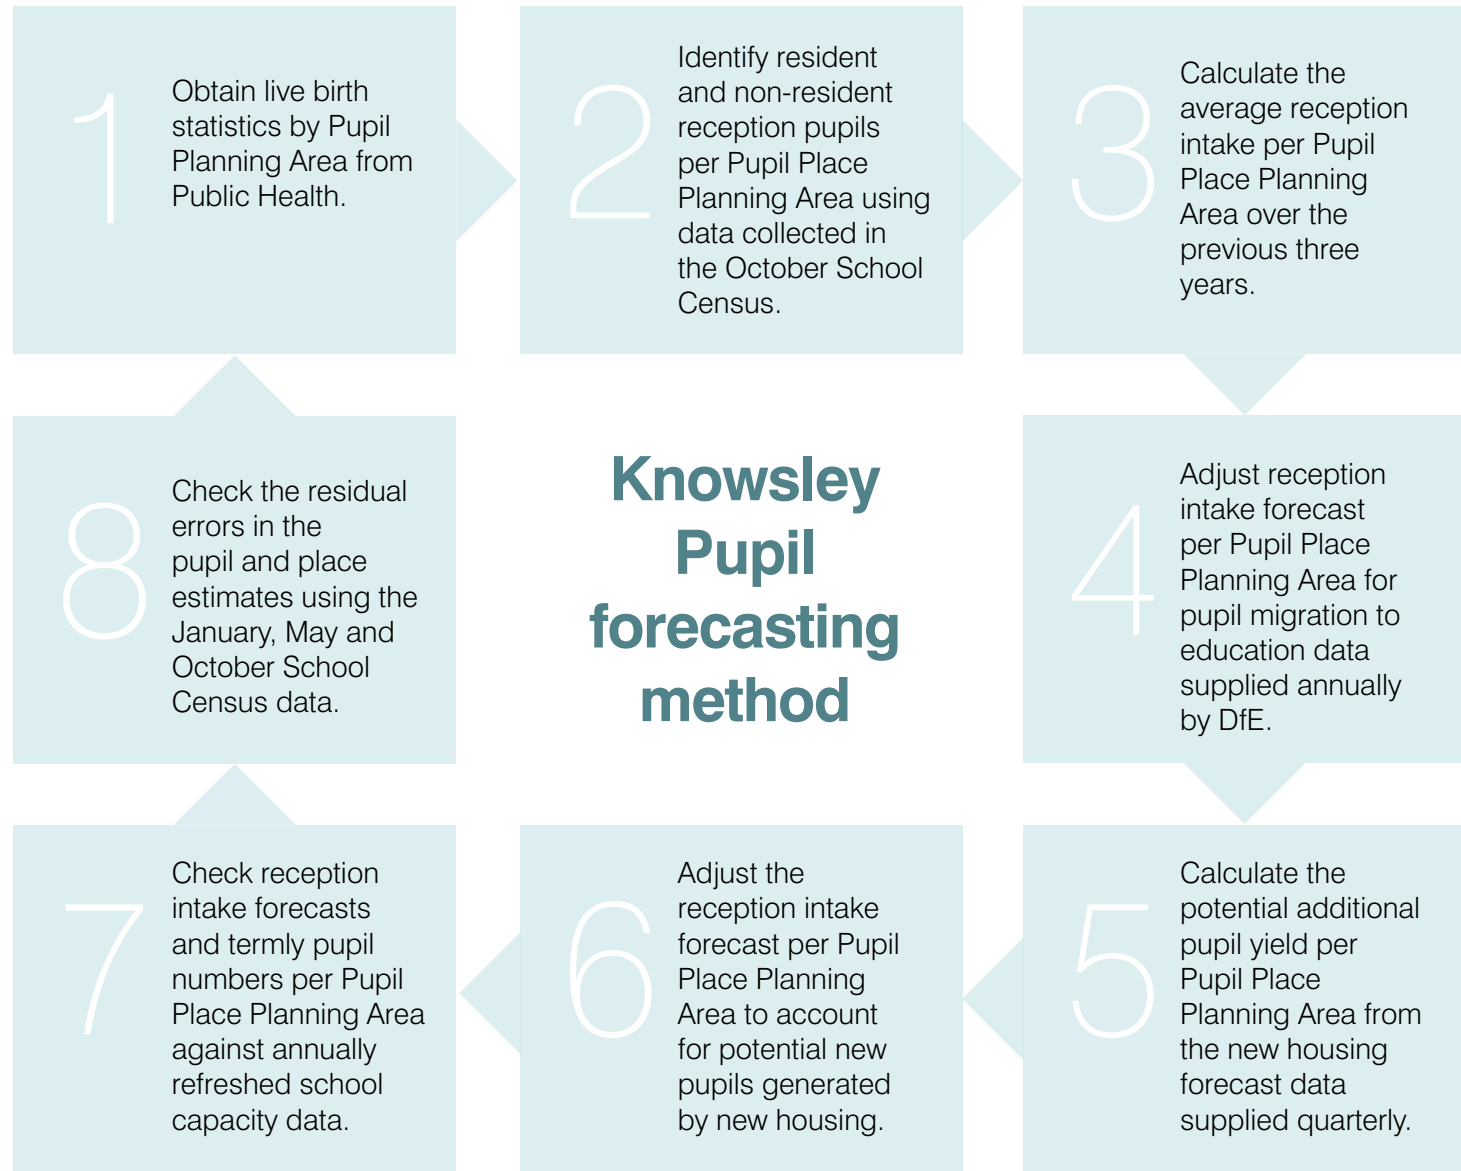 1
Obtain live birth
statistics by Pupil
Planning Area from
Public Health.
2
Identify resident
and non-resident
reception pupils
per Pupil Place
Planning Area using
data collected in
the October School
Census.
3
Calculate the
average reception
intake per Pupil
Place Planning
Area over the
previous three
years.
4
Adjust reception
intake forecast
per Pupil Place
Planning Area for
pupil migration to
education data
supplied annually
by DfE.
5
Calculate the
potential additional
pupil yield per
Pupil Place
Planning Area from
the new housing
forecast data
supplied quarterly.
6
Adjust the
reception intake
forecast per Pupil
Place Planning
Area to account
for potential new
pupils generated
by new housing.
7
Check reception
intake forecasts
and termly pupil
numbers per Pupil
Place Planning Area
against annually
refreshed school
capacity data.
8
Check the residual
errors in the
pupil and place
estimates using the
January, May and
October School
Census data.
Knowsley
Pupil
forecasting
method